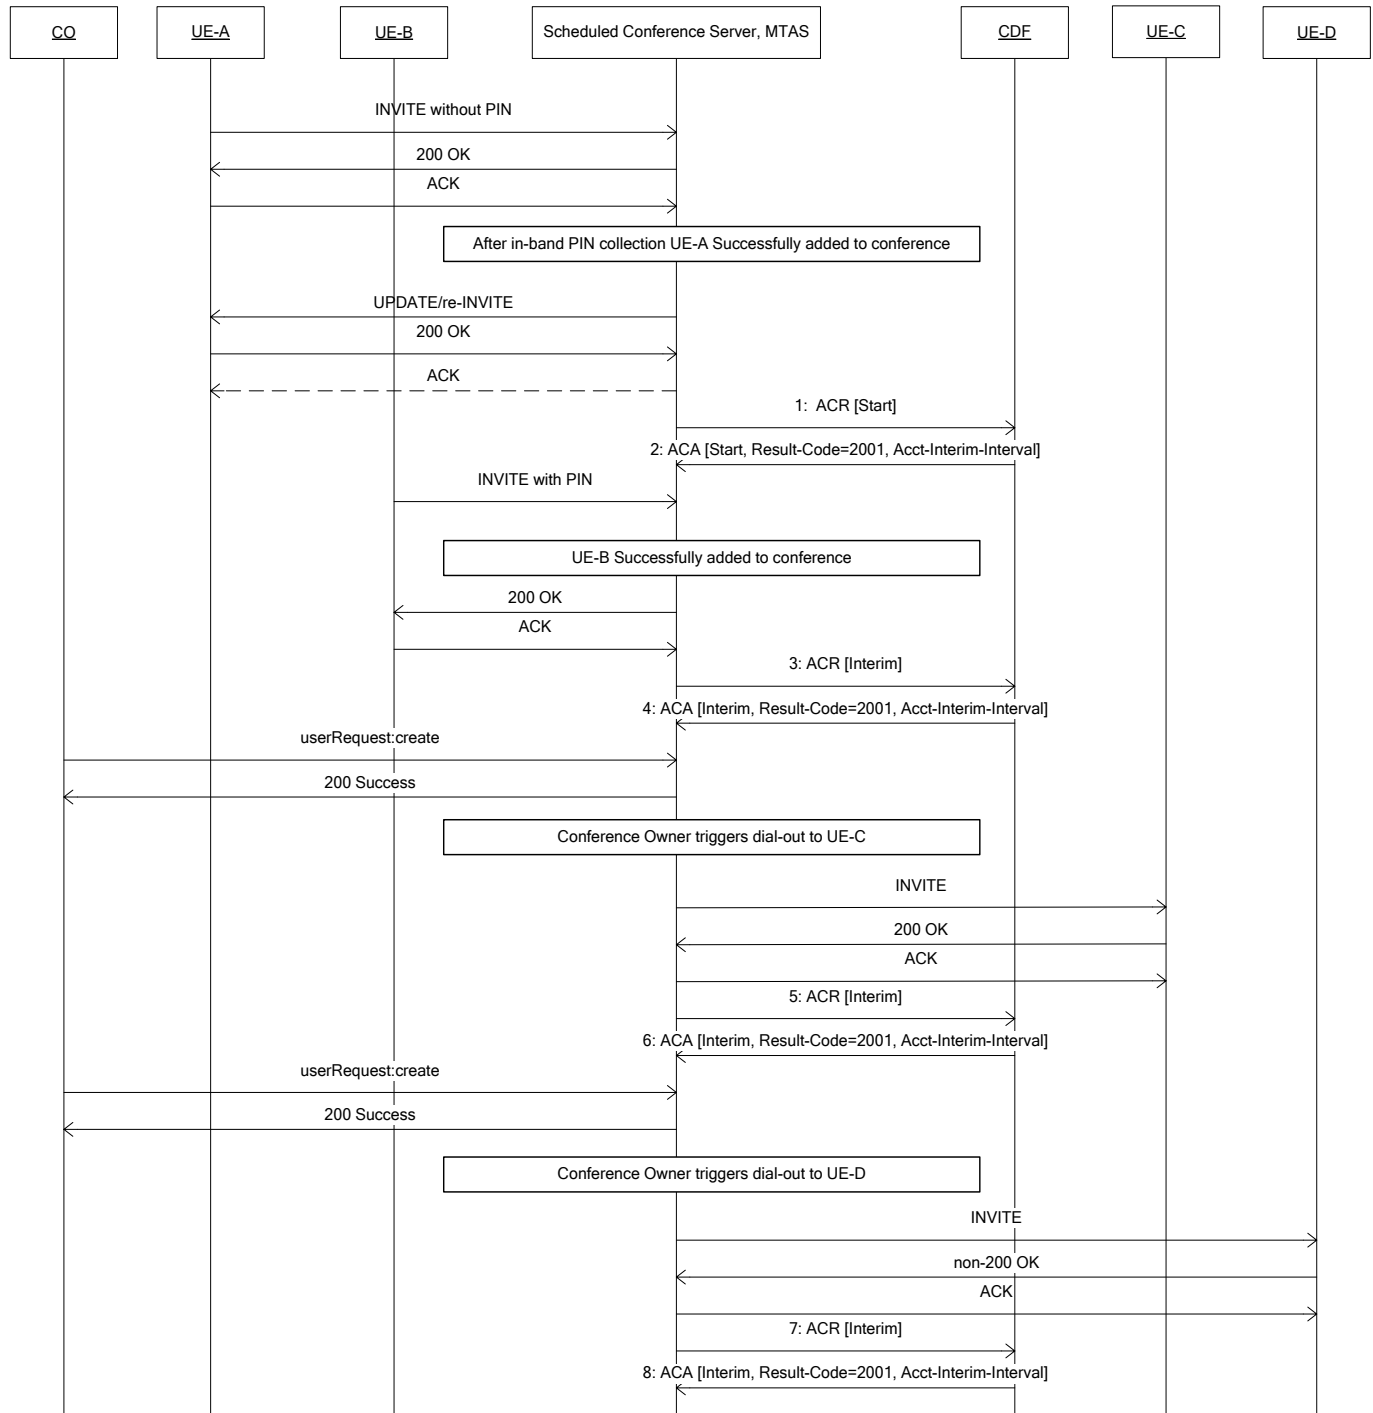 CO
UE-A
UE-B
Scheduled Conference Server, MTAS
CDF
UE-C
UE-D
INVITE without PIN
200 OK
ACK
After in-band PIN collection UE-A Successfully added to conference
UPDATE/re-INVITE
200 OK
ACK
1:  ACR [Start]
2: ACA [Start, Result-Code=2001, Acct-Interim-Interval]
INVITE with PIN
UE-B Successfully added to conference
200 OK
ACK
3: ACR [Interim]
4: ACA [Interim, Result-Code=2001, Acct-Interim-Interval]
userRequest:create
200 Success
Conference Owner triggers dial-out to UE-C
INVITE
200 OK
ACK
5: ACR [Interim]
6: ACA [Interim, Result-Code=2001, Acct-Interim-Interval]
userRequest:create
200 Success
Conference Owner triggers dial-out to UE-D
INVITE
non-200 OK
ACK
7: ACR [Interim]
8: ACA [Interim, Result-Code=2001, Acct-Interim-Interval]